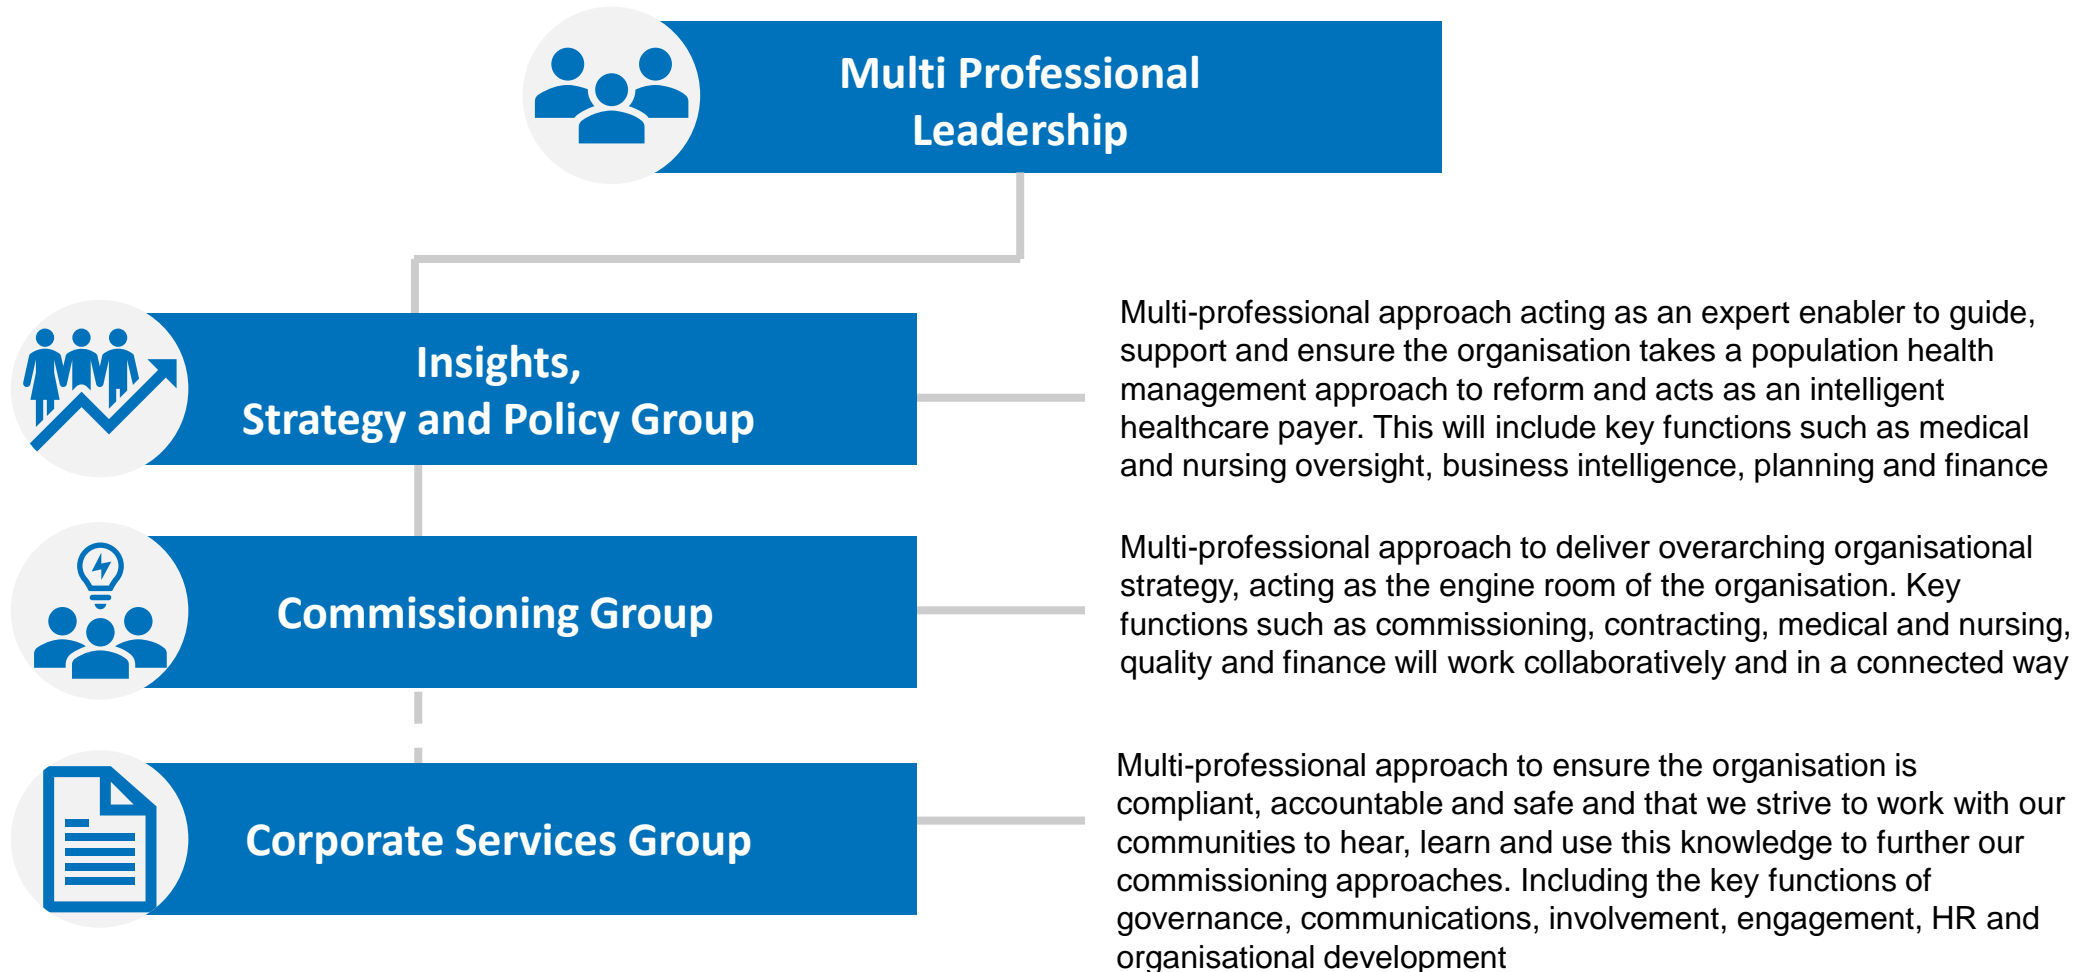 Multi Professional
Leadership
Insights,
Strategy and Policy Group
Multi-professional approach acting as an expert enabler to guide,
support and ensure the organisation takes a population health
management approach to reform and acts as an intelligent
healthcare payer. This will include key functions such as medical
and nursing oversight, business intelligence, planning and finance
Commissioning Group
Multi-professional approach to deliver overarching organisational
strategy, acting as the engine room of the organisation. Key
functions such as commissioning, contracting, medical and nursing,
quality and finance will work collaboratively and in a connected way
Corporate Services Group
Multi-professional approach to ensure the organisation is
compliant, accountable and safe and that we strive to work with our
communities to hear, learn and use this knowledge to further our
commissioning approaches. Including the key functions of
governance, communications, involvement, engagement, HR and
organisational development